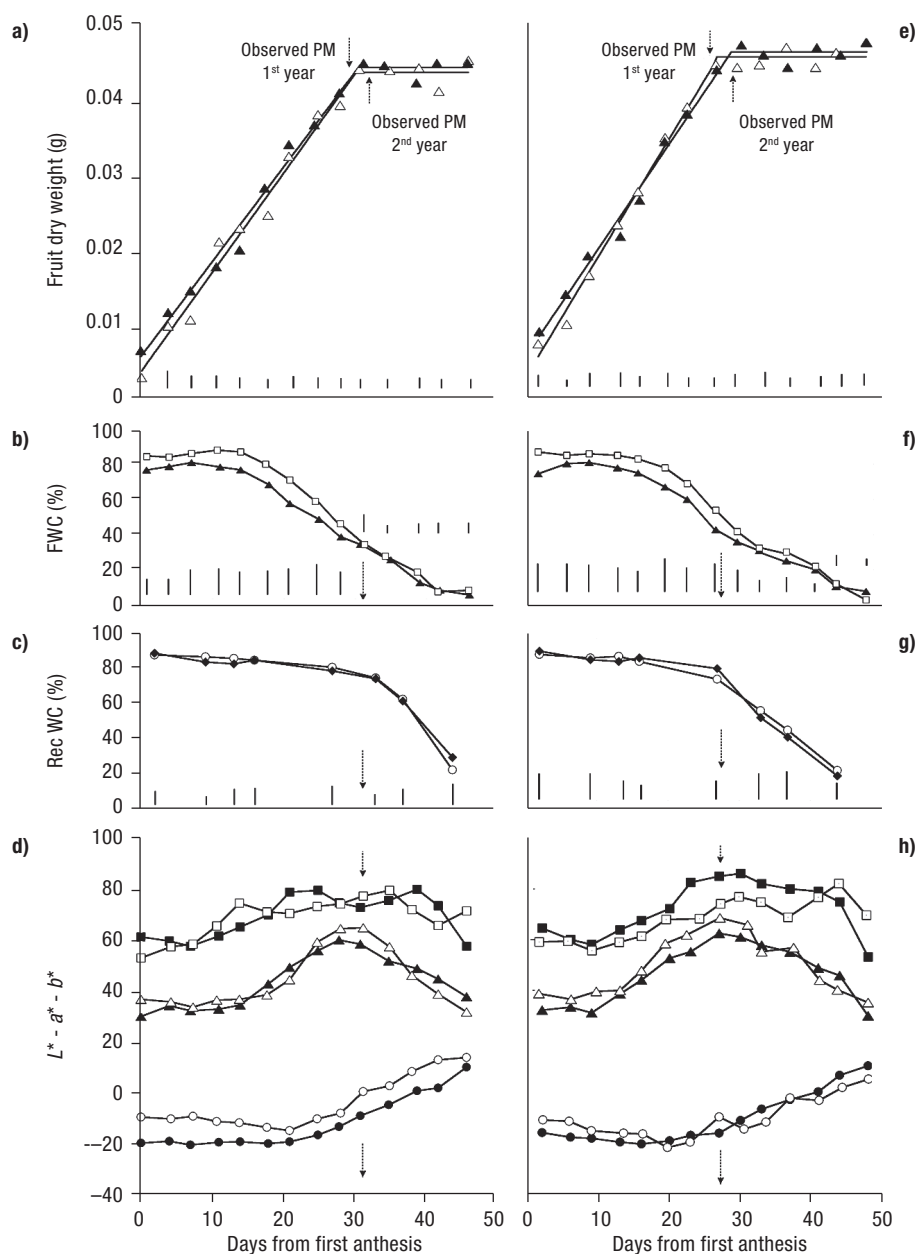 a)
e)
0.05
0.04
0.03
0.02
0.01
0
Fruit dry weight (g)
Observed PM
1st year
Observed PM
2nd year
Observed PM
1st year
Observed PM
2nd year
b)
f)
100
80
60
40
20
0
FWC (%)
c)
g)
100
80
60
40
20
0
Rec WC (%)
d)
h)
100
80
60
40
20
0
-–20
–40
L* - a* - b*
0 10 20 30 40 50
0 10 20 30 40 50
Days from first anthesis
Days from first anthesis